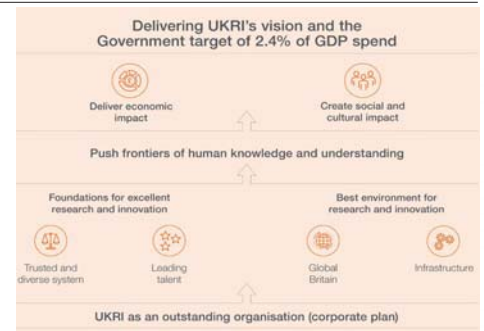 Delivering UKRI's vision and the
Government target of 2.4% of GDP spend
Deliver economic
impact
Create social and
cultural impact
Push frontiers of human knowledge and understanding
Foundations for excellent
research and innovation
Best environment for
research and innovation
Trusted and
diverse system
Leading
talent
Global
Britain
Infrastructure
UKRI as an outstanding organisation (corporate plan)